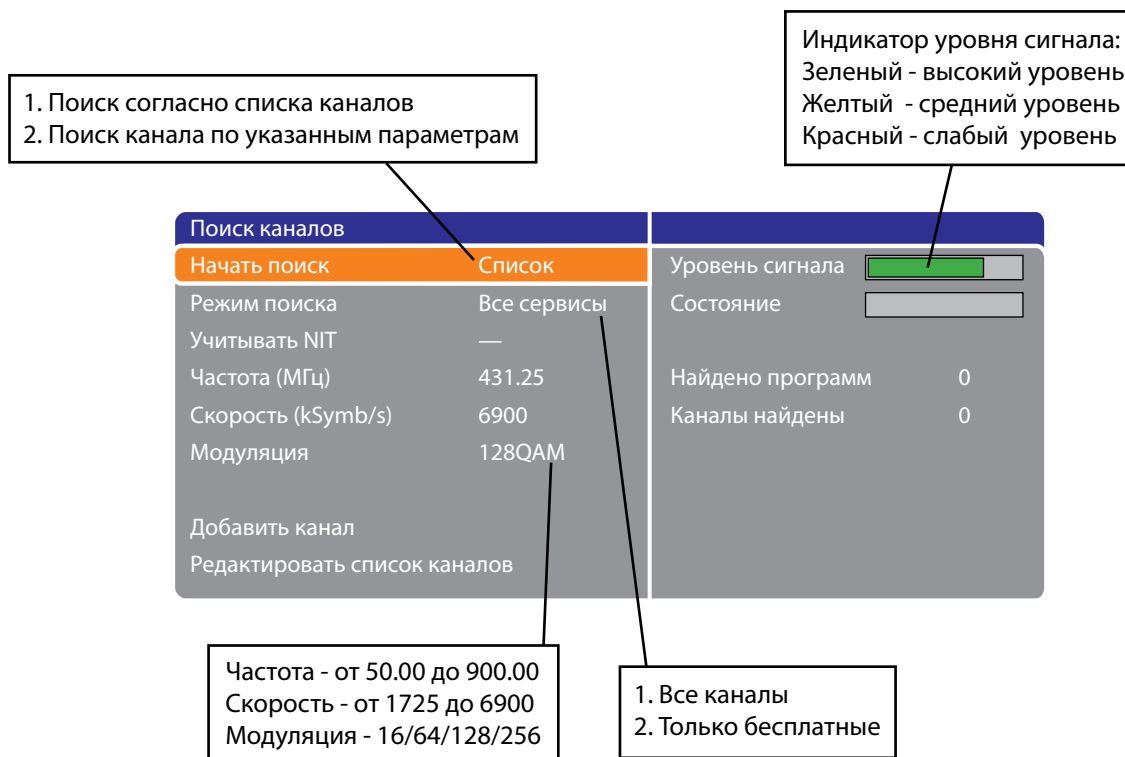 Индикатор уровня сигнала:
Зеленый - высокий уровень
Желтый - средний уровень
Красный - слабый уровень
1. Поиск согласно списка каналов
2. Поиск канала по указанным параметрам
Поиск каналов
Начать поиск Список
Режим поиска Все сервисы
Учитывать NIT —
Частота (МГц) 431.25
Скорость (kSymb/s) 6900
Модуляция 128QAM
Добавить канал
Редактировать список каналов
Уровень сигнала
Состояние
Найдено программ 0
Каналы найдены 0
Частота - от 50.00 до 900.00
Скорость - от 1725 до 6900
Модуляция - 16/64/128/256
1. Все каналы
2. Только бесплатные